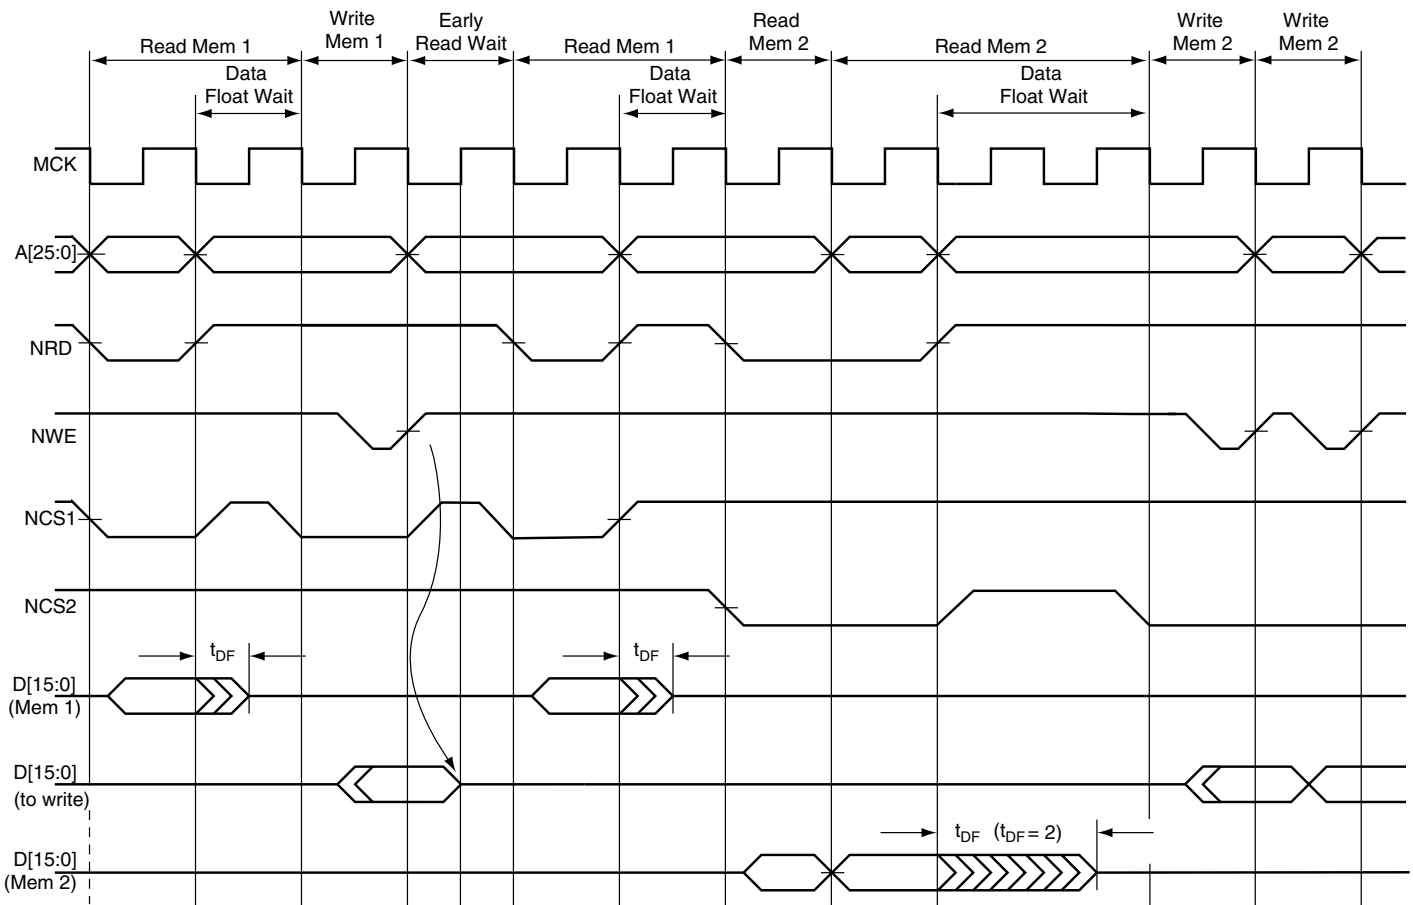 Write Early Read Write Write
Read Mem 1 Mem 1 Read Wait Read Mem 1 Mem 2 Read Mem 2 Mem 2 Mem 2
Data Data Data
Float Wait Float Wait Float Wait
MCK
A[25:0]
NRD
NWE
NCS1
NCS2
tDF tDF
D[15:0]
(Mem 1)
D[15:0]
(to write)
tDF (tDF = 2)
D[15:0]
(Mem 2)